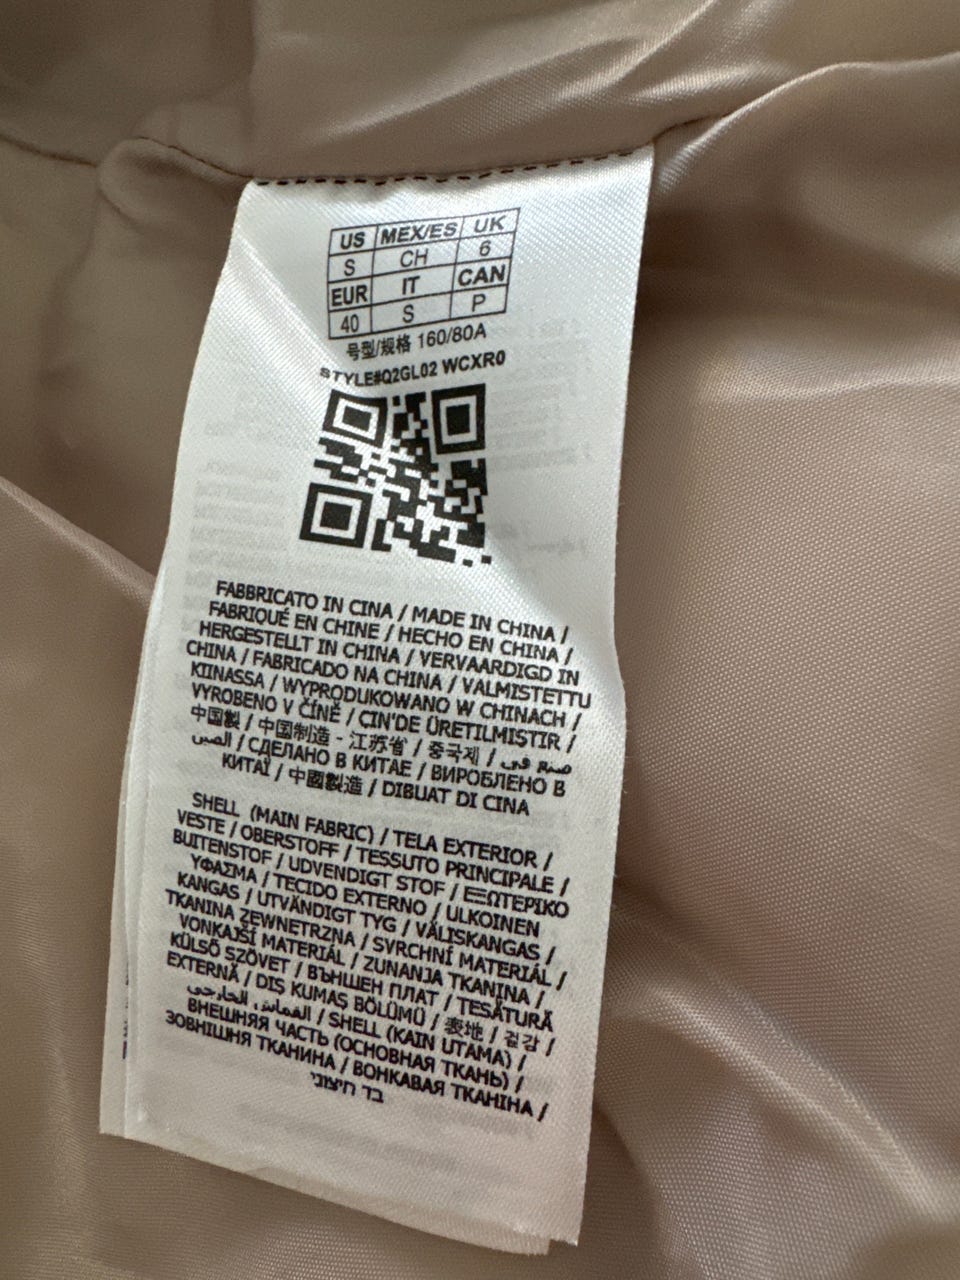 US MEX/ES UK
S CH 6
EUR IT CAN
40 S P
号型/规格 160/80A
STYLE#Q2GL02 WCXR0
FABBRICATO IN CINA / MADE IN CHINA /
FABRIQUÉ EN CHINE / HECHO EN CHINA /
HERGESTELLT IN CHINA / VERVAARDIGD IN
CHINA / FABRICADO NA CHINA / VALMISTETTU
KIINASSA / WYPRODUKOWANO W CHINACH /
VYROBENO V ČÍNĚ / ÇIN'DE ÜRETILMISTIR /
中国製 / 中国制造 - 江苏省 / 중국제 / صنع في
الصين / СДЕЛАНО В КИТАЕ / ВИРОБЛЕНО В
КИТАЇ / 中國製造 / DIBUAT DI CINA
SHELL (MAIN FABRIC) / TELA EXTERIOR /
VESTE / OBERSTOFF / TESSUTO PRINCIPALE /
BUITENSTOF / UDVENDIGT STOF / ΕΞΩΤΕΡΙΚΟ
ΥΦΑΣΜΑ / TECIDO EXTERNO / ULKOINEN
KANGAS / UTVÄNDIGT TYG / VÄLISKANGAS /
TKANINA ZEWNETRZNA / SVRCHNÍ MATERIÁL /
VONKAJŠÍ MATERIÁL / ZUNANJA TKANINA /
KÜLSŐ SZÖVET / ВЪНШЕН ПЛАТ / TESĂTURĂ
EXTERNĂ / DIŞ KUMAŞ BÖLÜMÜ / 表地 / 겉감 /
القماش الخارجي / SHELL (KAIN UTAMA) /
ВНЕШНЯЯ ЧАСТЬ (ОСНОВНАЯ ТКАНЬ) /
ЗОВНІШНЯ ТКАНИНА / ВОНКАВАЯ ТКАНІНА /
בד חיצוני